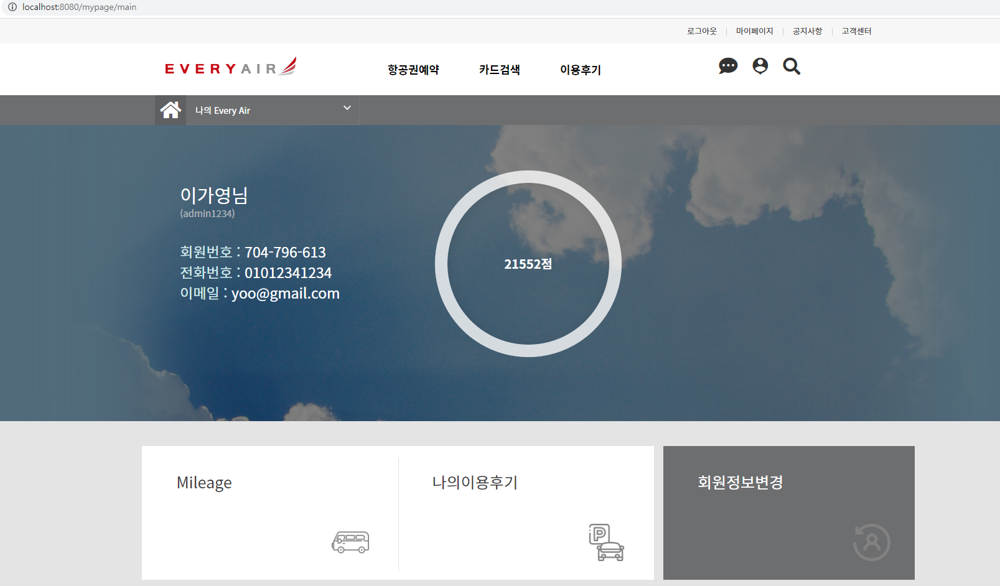 localhost:8080/mypage/main
로그아웃 마이페이지 공지사항 고객센터
EVERYAIR 항공권예약 카드검색 이용후기
나의 Every Air
이가영님
(admin1234)
회원번호 : 704-796-613
전화번호 : 01012341234
이메일 : yoo@gmail.com
21552점
Mileage 나의이용후기 회원정보변경
P